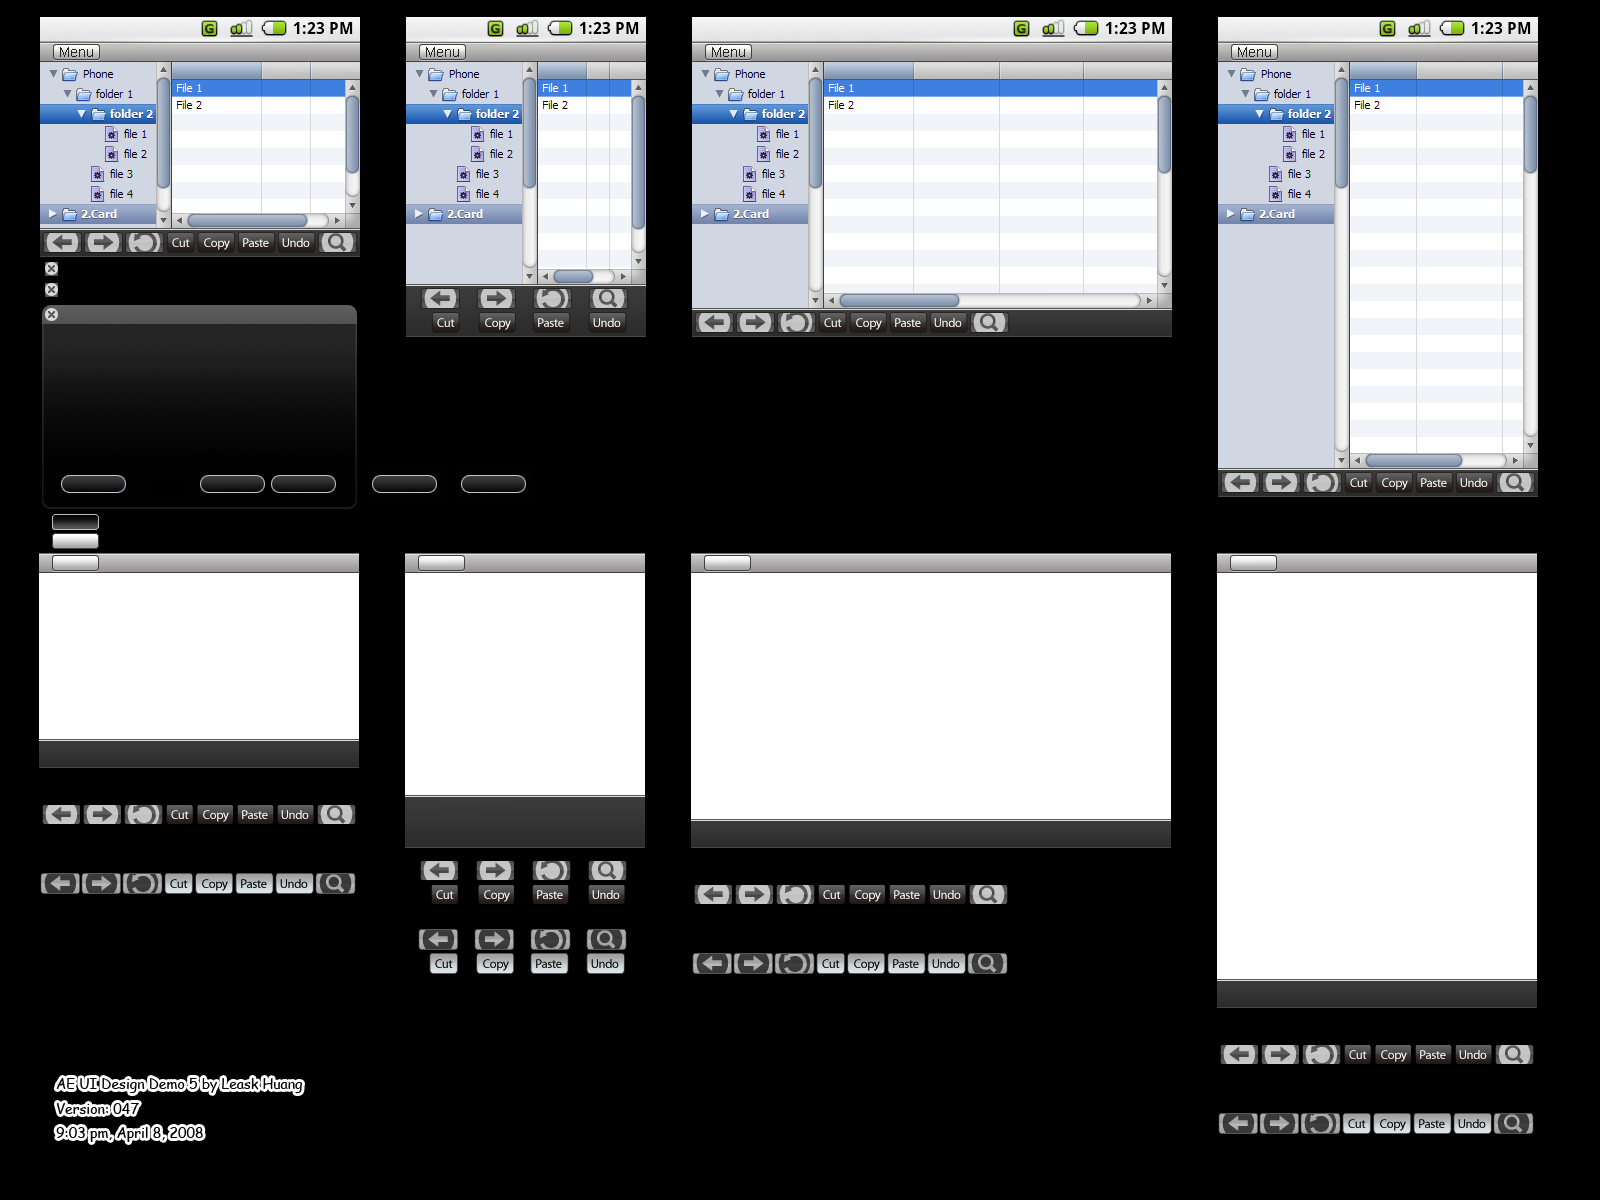 G 1:23 PM
Menu
Phone
folder 1
folder 2
file 1
file 2
file 3
file 4
2.Card
File 1
File 2
Cut Copy Paste Undo
G 1:23 PM
Menu
Phone
folder 1
folder 2
file 1
file 2
file 3
file 4
2.Card
File 1
File 2
Cut Copy Paste Undo
G 1:23 PM
Menu
Phone
folder 1
folder 2
file 1
file 2
file 3
file 4
2.Card
File 1
File 2
Cut Copy Paste Undo
G 1:23 PM
Menu
Phone
folder 1
folder 2
file 1
file 2
file 3
file 4
2.Card
File 1
File 2
Cut Copy Paste Undo
Cut Copy Paste Undo
Cut Copy Paste Undo
Cut Copy Paste Undo
Cut Copy Paste Undo
Cut Copy Paste Undo
Cut Copy Paste Undo
Cut Copy Paste Undo
Cut Copy Paste Undo
AE UI Design Demo 5 by Leask Huang
Version: 047
9:03 pm, April 8, 2008